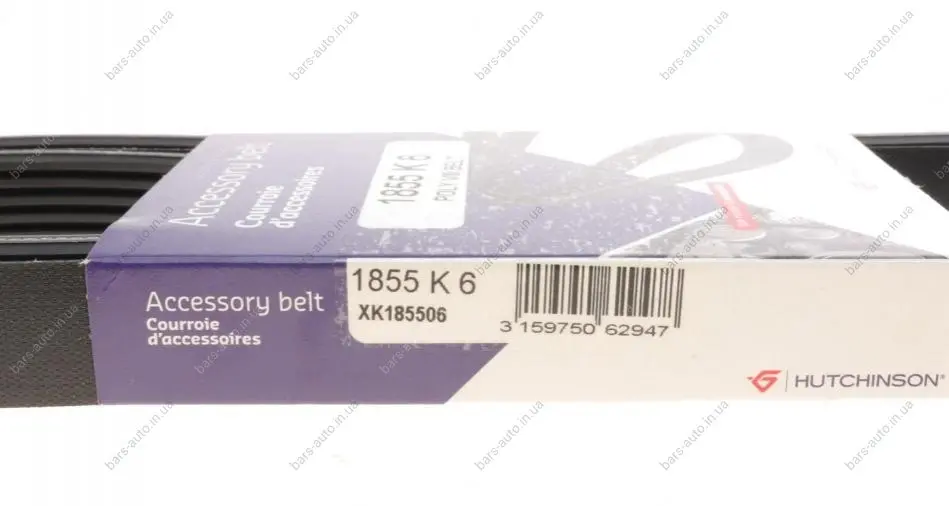 Accessory belt
Courroie
d'accessoires
1855 K 6
POLY V® BELT
Accessory belt
Courroie
d'accessoires
1855 K 6
XK185506
3 159750 62947
HUTCHINSON®
bars-auto.in.ua